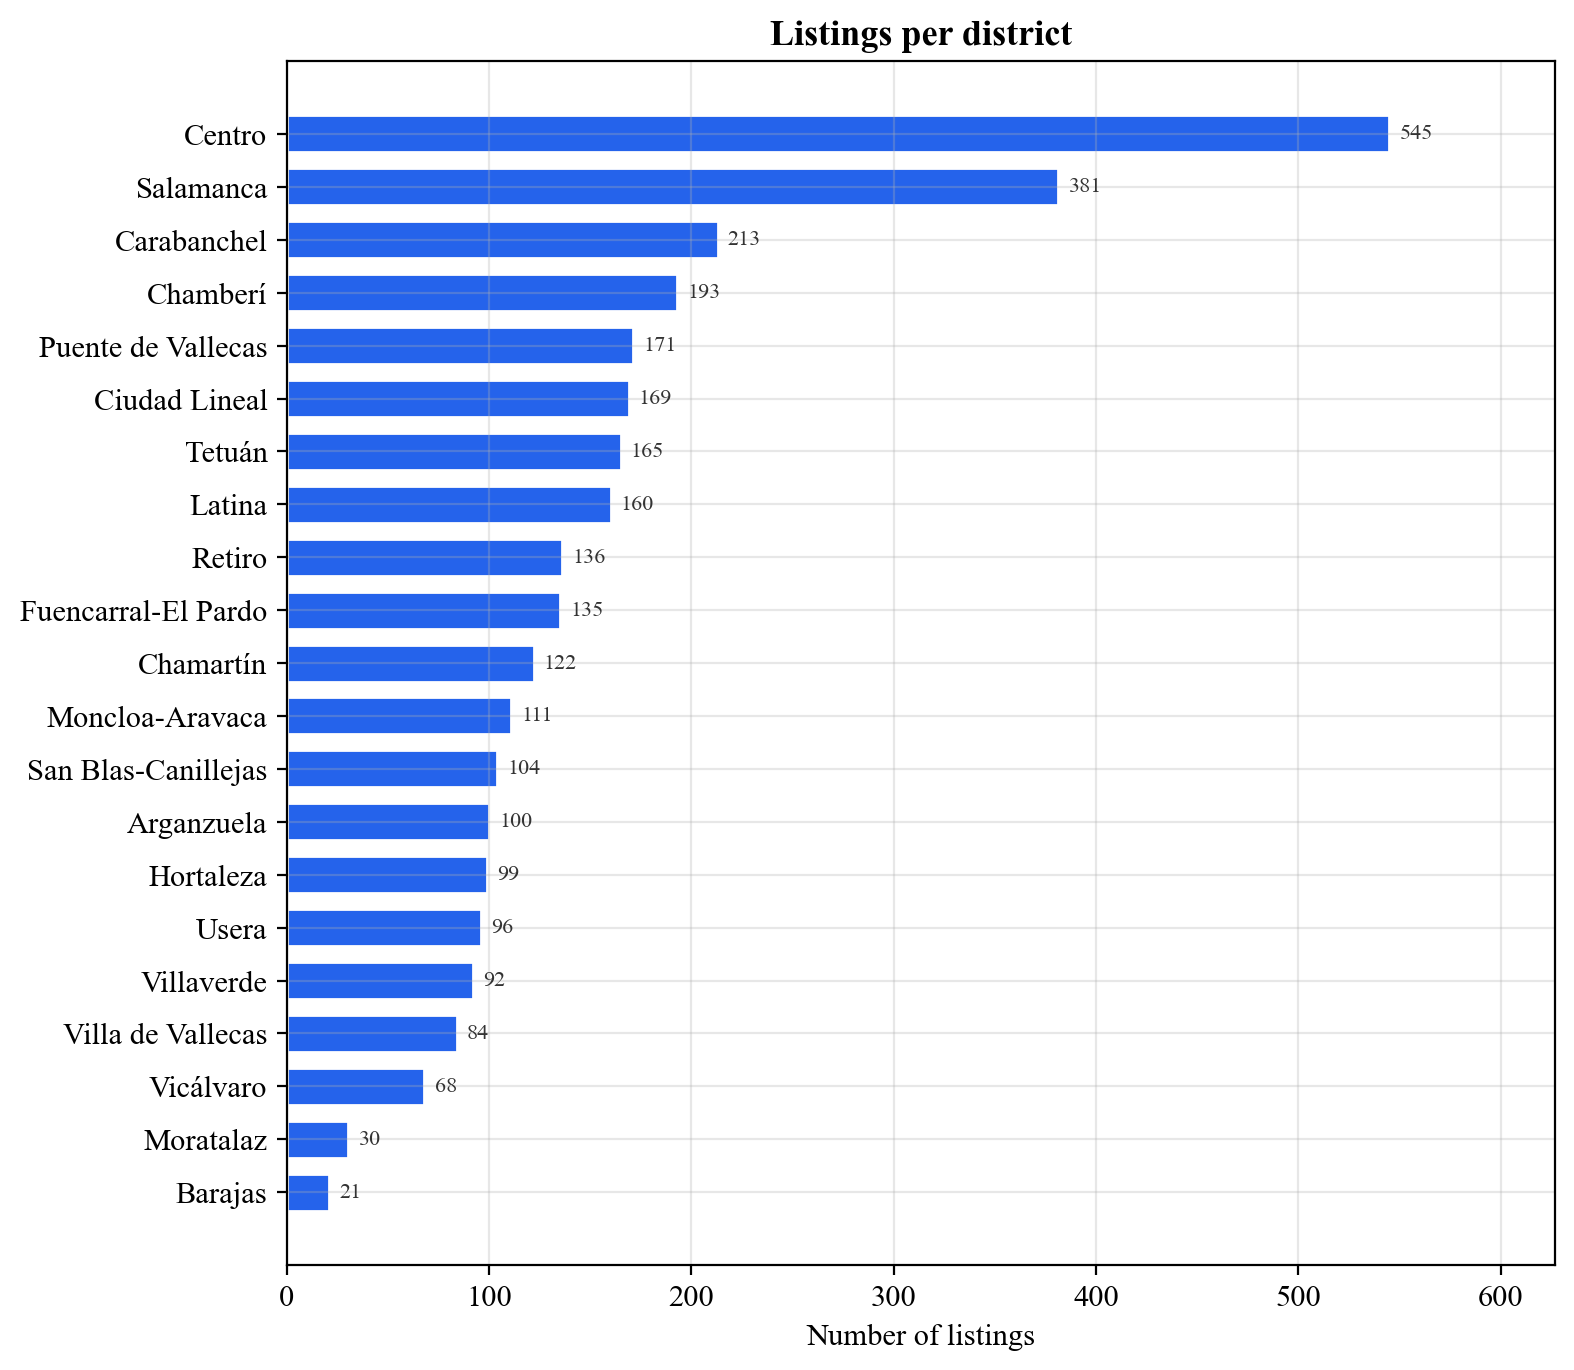 Listings per district
Centro 545
Salamanca 381
Carabanchel 213
Chamberí 193
Puente de Vallecas 171
Ciudad Lineal 169
Tetuán 165
Latina 160
Retiro 136
Fuencarral-El Pardo 135
Chamartín 122
Moncloa-Aravaca 111
San Blas-Canillejas 104
Arganzuela 100
Hortaleza 99
Usera 96
Villaverde 92
Villa de Vallecas 84
Vicálvaro 68
Moratalaz 30
Barajas 21
0 100 200 300 400 500 600
Number of listings